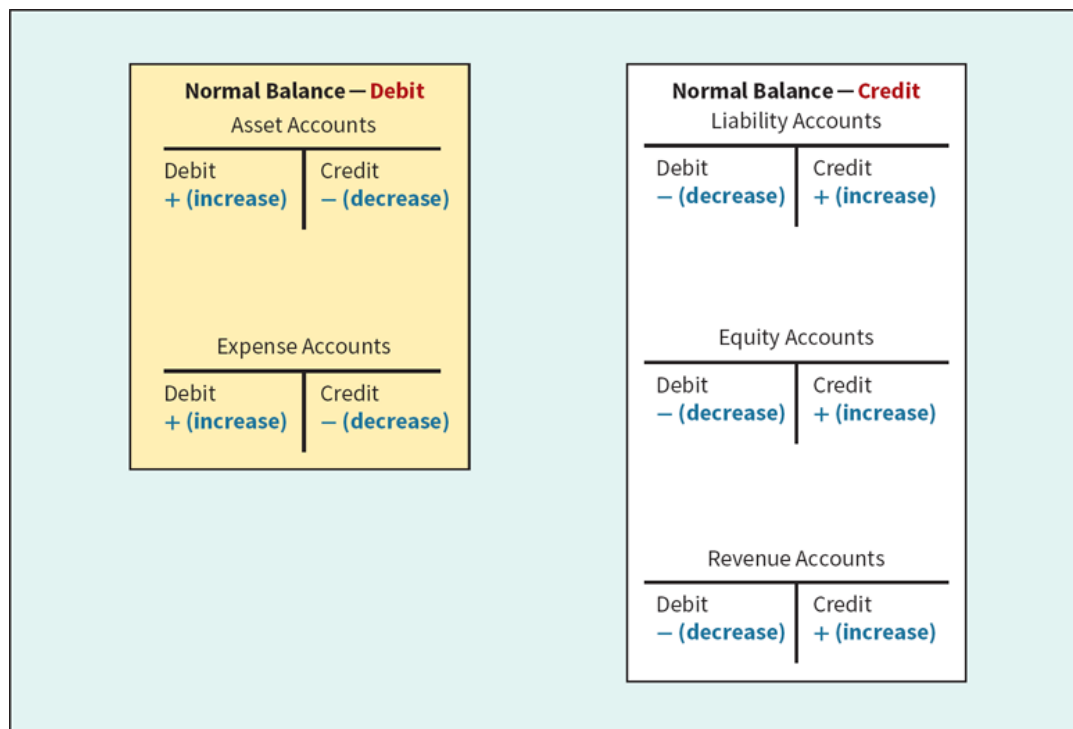 Normal Balance — Debit
Asset Accounts
Debit Credit
+ (increase) − (decrease)
Expense Accounts
Debit Credit
+ (increase) − (decrease)
Normal Balance — Credit
Liability Accounts
Debit Credit
− (decrease) + (increase)
Equity Accounts
Debit Credit
− (decrease) + (increase)
Revenue Accounts
Debit Credit
− (decrease) + (increase)